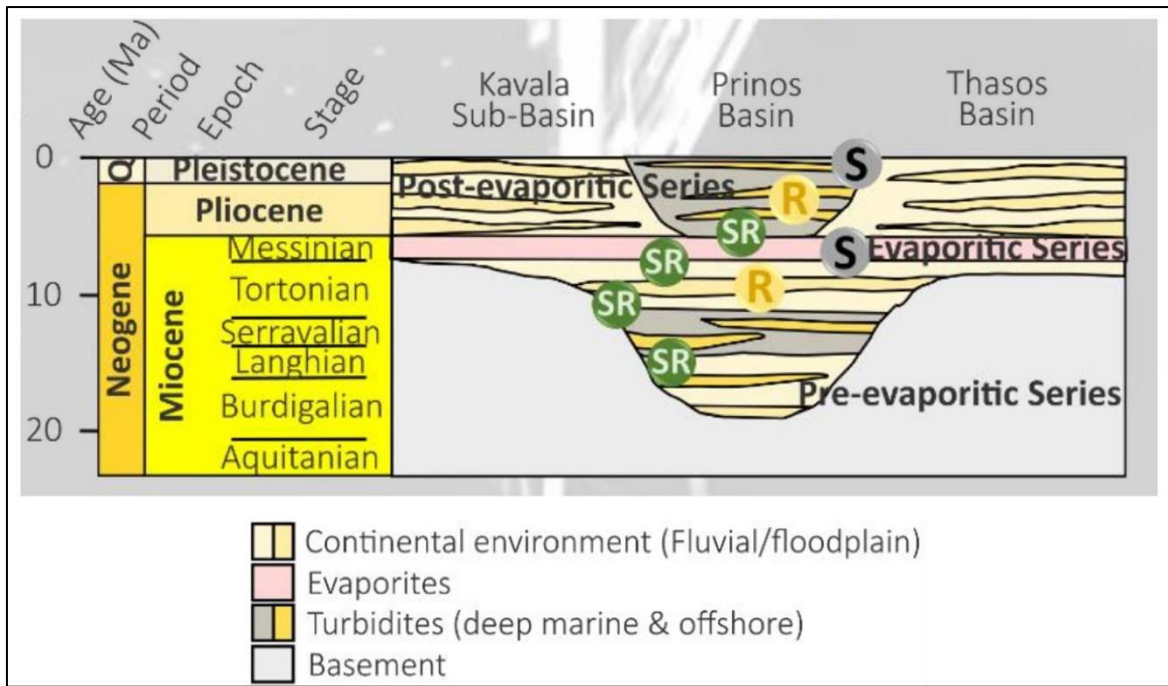 Age (Ma)
Period
Epoch
Stage
Kavala
Sub-Basin
Prinos
Basin
Thasos
Basin
0
Q
Pleistocene
Post-evaporitic Series
S
R
Pliocene
SR
Messinian
S
Evaporitic Series
SR
10
Tortonian
R
SR
Neogene
Miocene
Serravalian
Langhian
SR
Burdigalian
Pre-evaporitic Series
20
Aquitanian
Continental environment (Fluvial/floodplain)
Evaporites
Turbidites (deep marine & offshore)
Basement